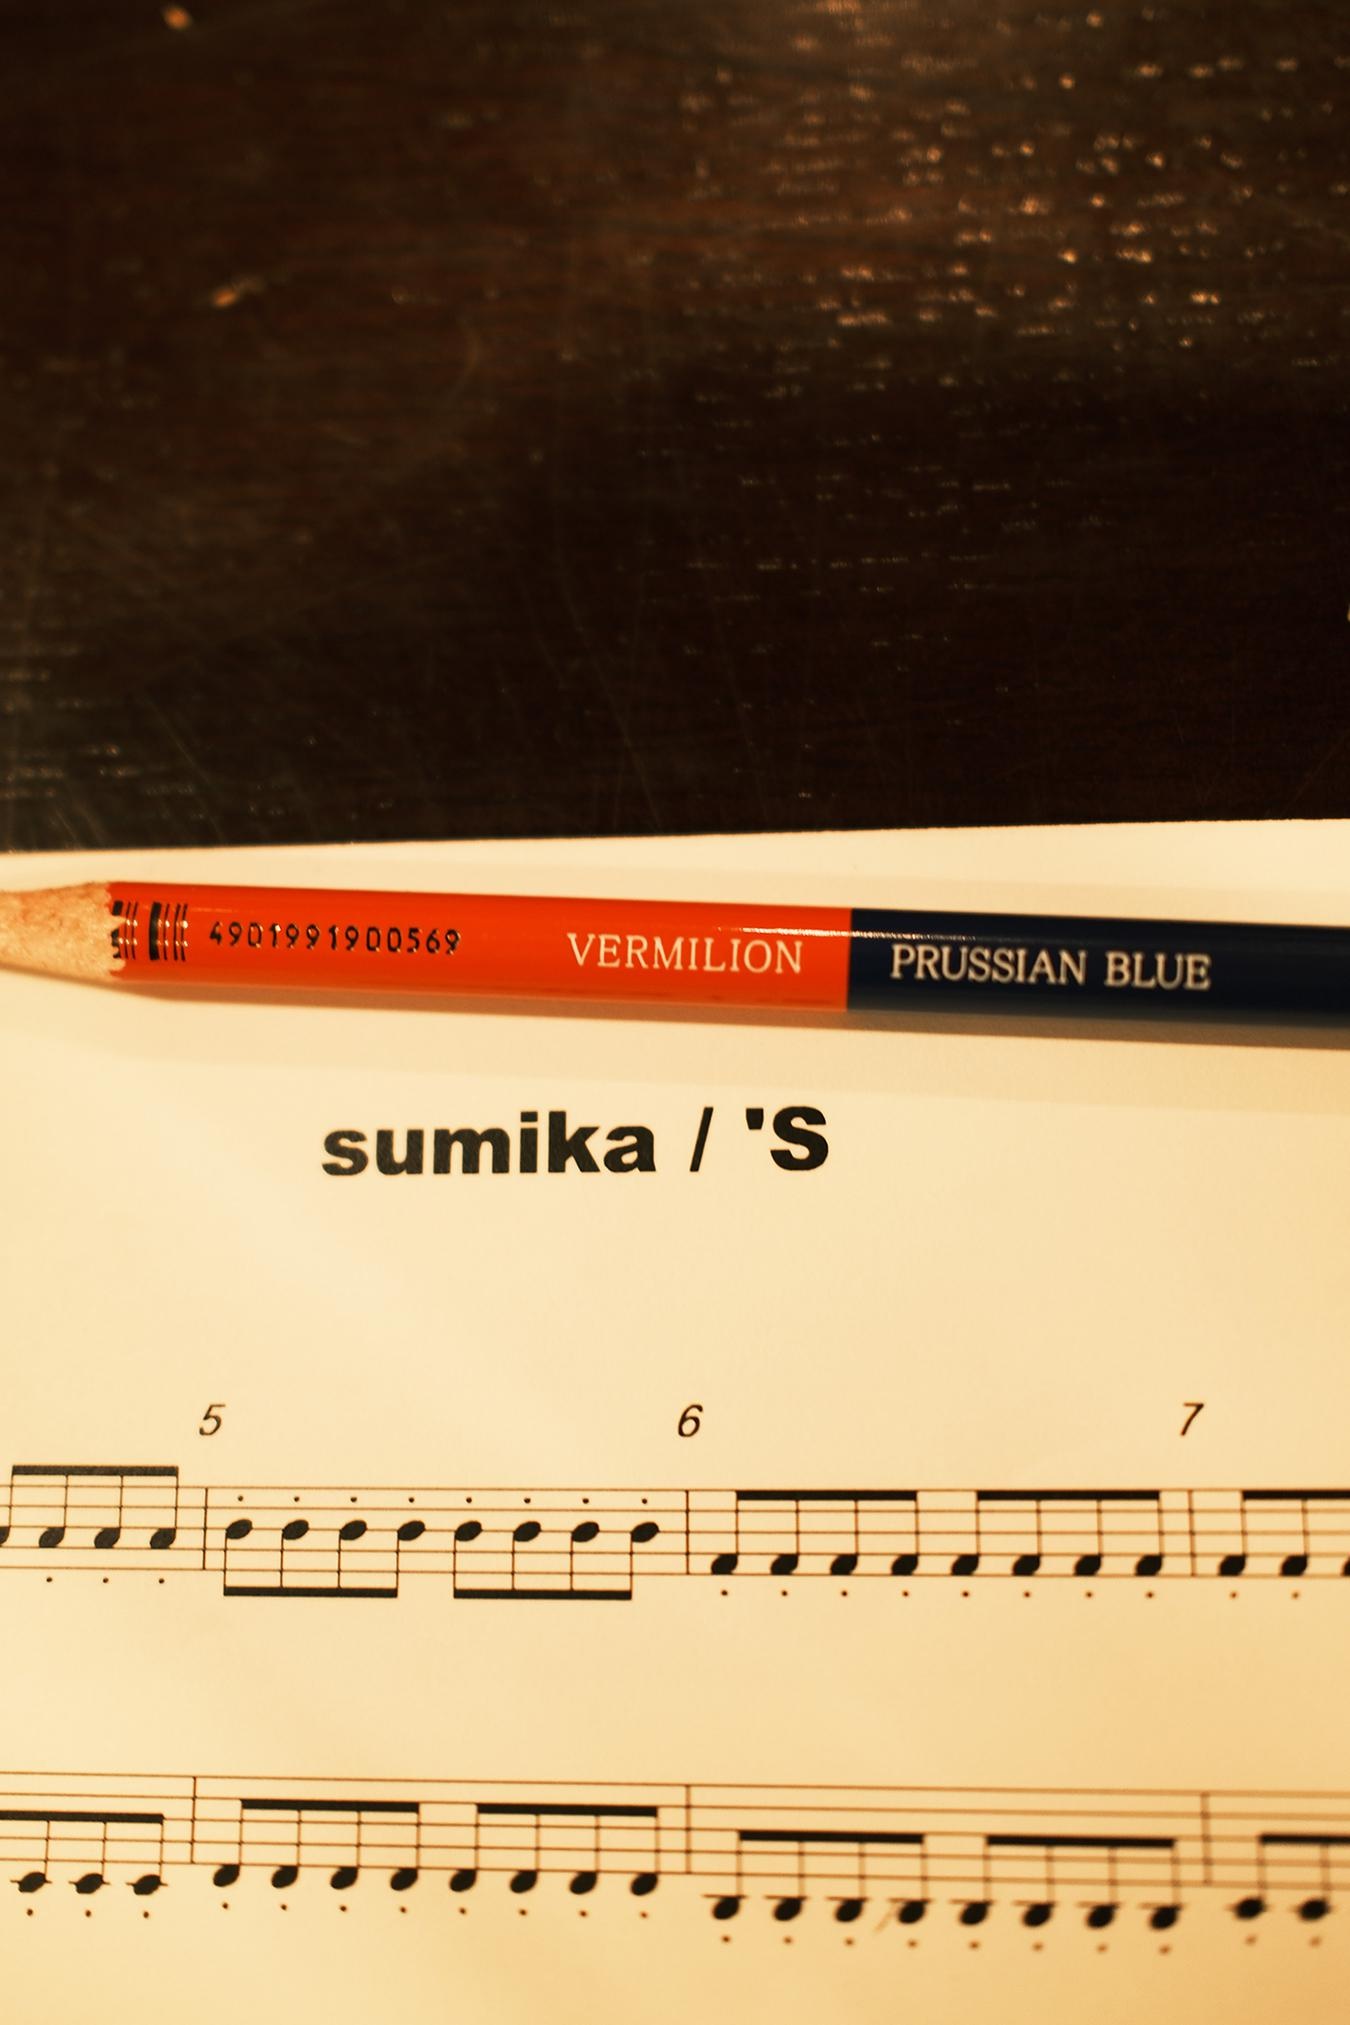 4901991900569 VERMILION PRUSSIAN BLUE
sumika / 'S
5 6 7